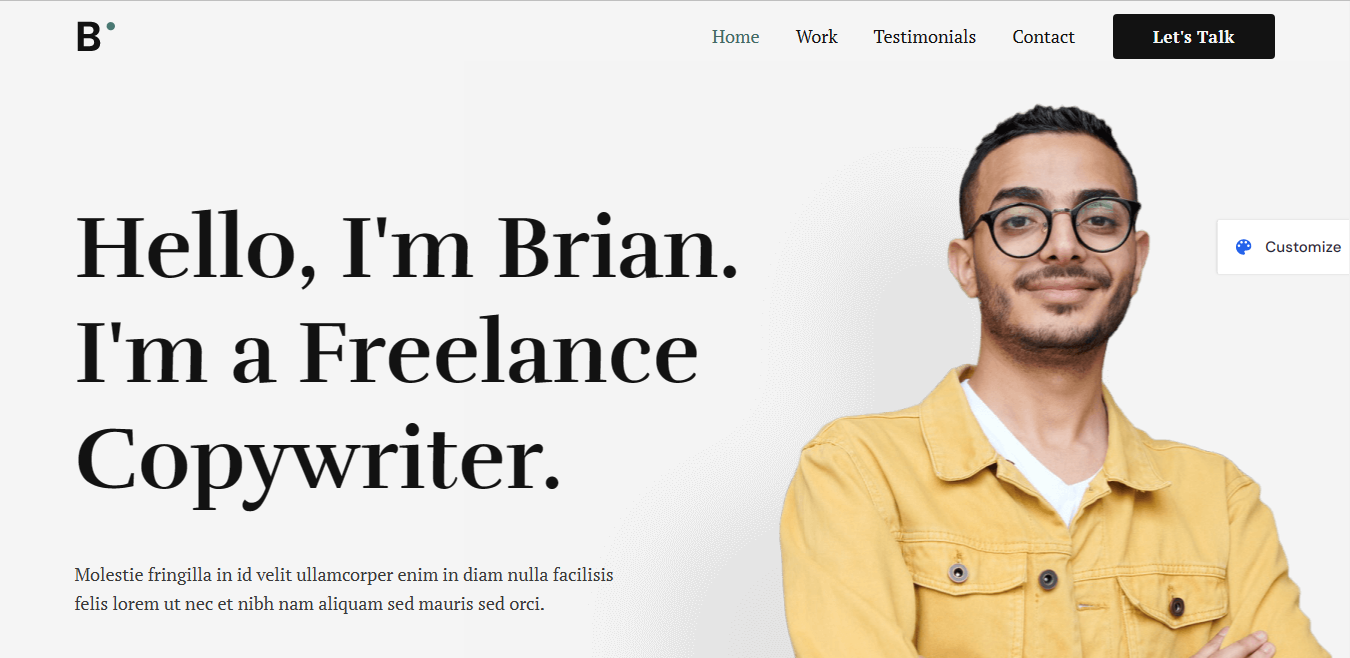 B
Home Work Testimonials Contact Let's Talk
Customize
Hello, I'm Brian.
I'm a Freelance
Copywriter.
Molestie fringilla in id velit ullamcorper enim in diam nulla facilisis
felis lorem ut nec et nibh nam aliquam sed mauris sed orci.